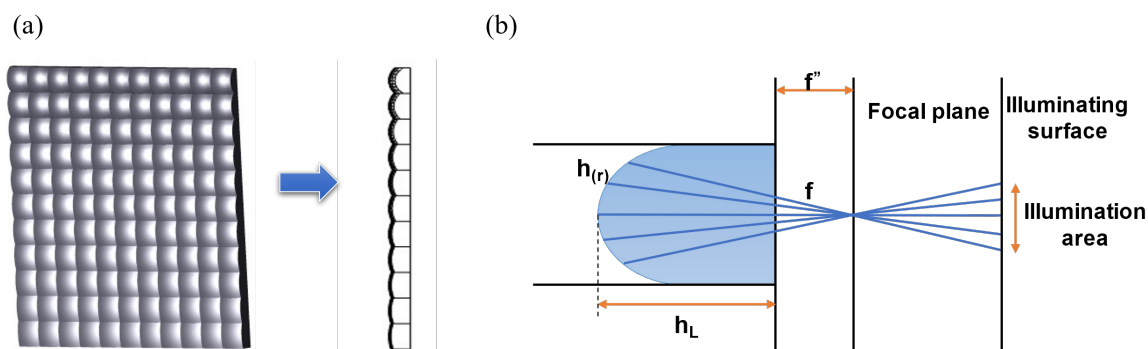 (a)
(b)
f”
Focal plane
Illuminating
surface
h(r)
f
Illumination
area
hL